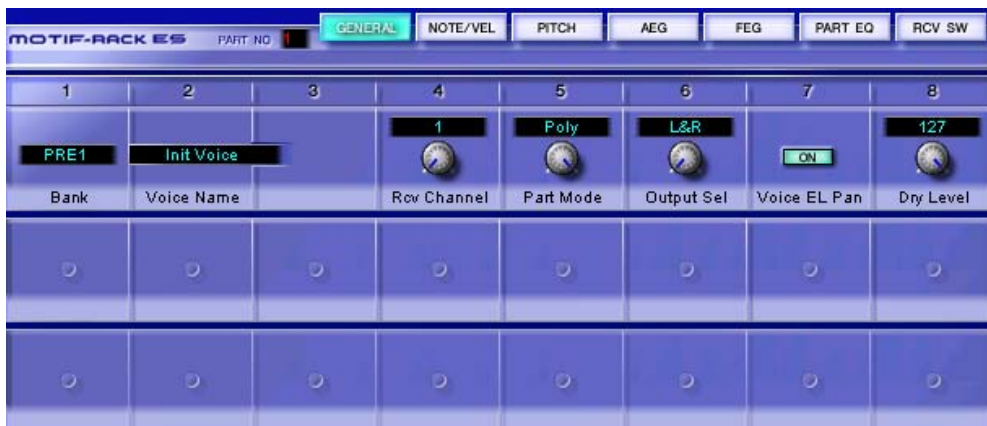 MOTIF-RACK ES PART NO 1 GENERAL NOTE/VEL PITCH AEG FEG PART EQ RCV SW
1 2 3 4 5 6 7 8
1 Poly L&R 127
PRE1 Init Voice ON
Bank Voice Name Rcv Channel Part Mode Output Sel Voice EL Pan Dry Level